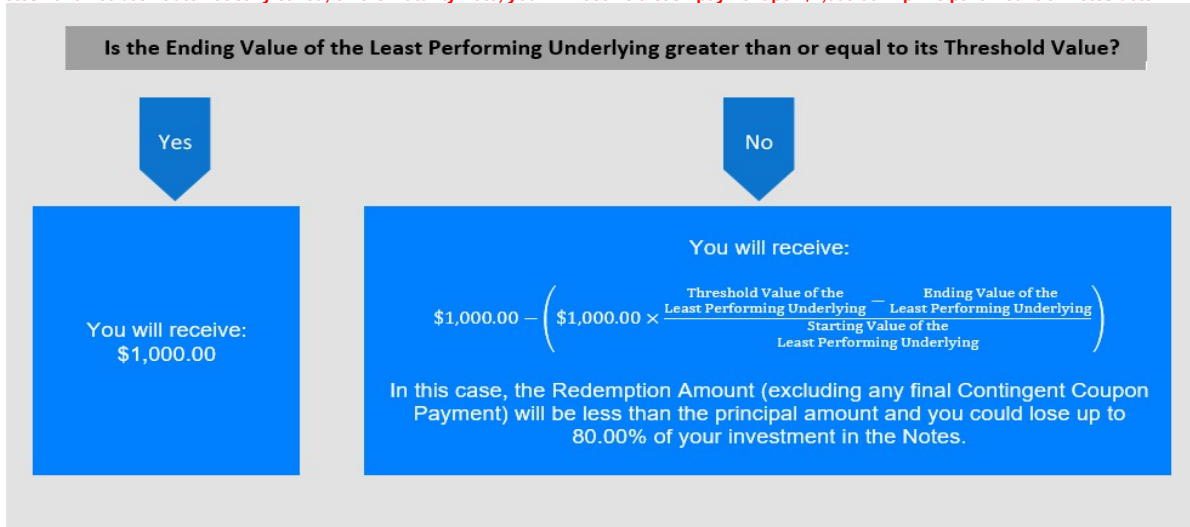 Is the Ending Value of the Least Performing Underlying greater than or equal to its Threshold Value?
Yes
No
You will receive:
$1,000.00
You will receive:
$1,000.00 − ( $1,000.00 × 
Threshold Value of the
Least Performing Underlying
−
Ending Value of the
Least Performing Underlying
Starting Value of the
Least Performing Underlying
)
In this case, the Redemption Amount (excluding any final Contingent Coupon
Payment) will be less than the principal amount and you could lose up to
80.00% of your investment in the Notes.